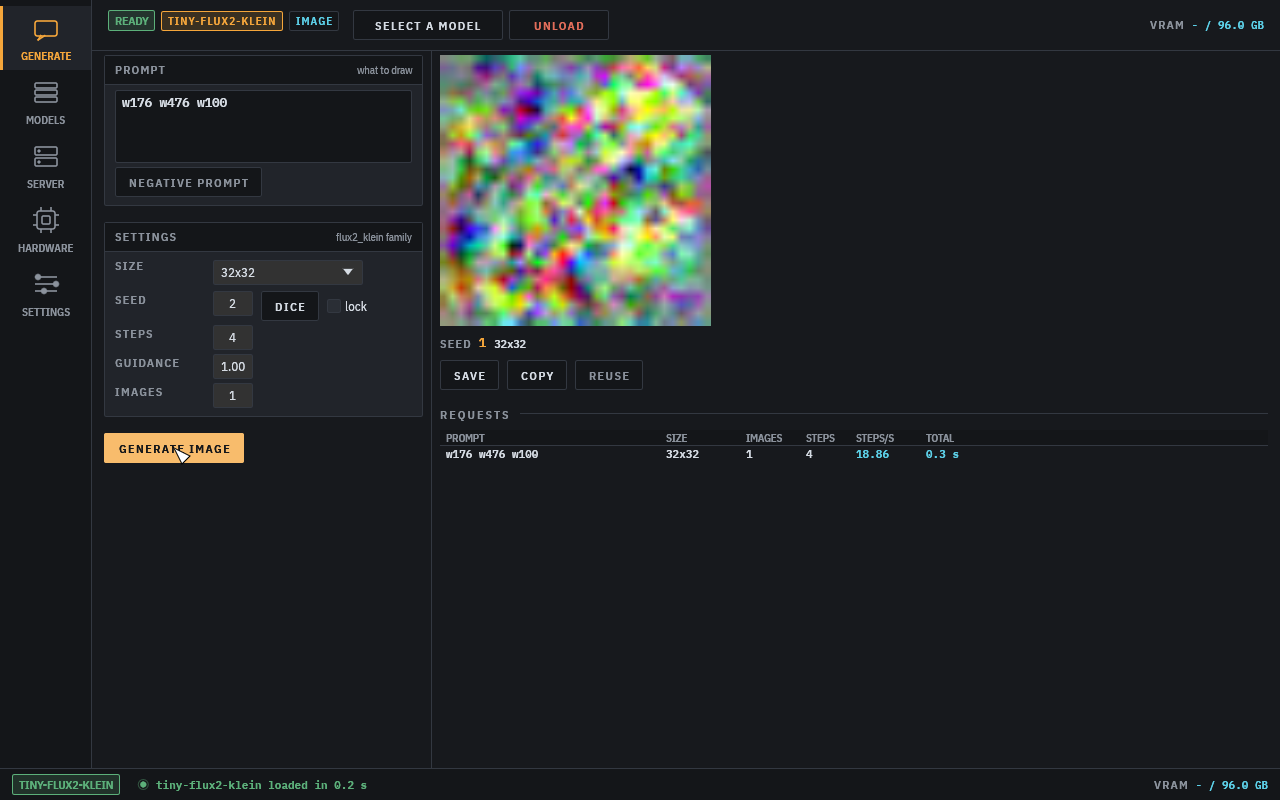 READY TINY-FLUX2-KLEIN IMAGE SELECT A MODEL UNLOAD VRAM - / 96.0 GB
GENERATE
MODELS
SERVER
HARDWARE
SETTINGS
PROMPT what to draw
w176 w476 w100
NEGATIVE PROMPT
SETTINGS flux2_klein family
SIZE 32x32
SEED 2 DICE lock
STEPS 4
GUIDANCE 1.00
IMAGES 1
GENERATE IMAGE
SEED 1 32x32
SAVE COPY REUSE
REQUESTS
PROMPT SIZE IMAGES STEPS STEPS/S TOTAL
w176 w476 w100 32x32 1 4 18.86 0.3 s
TINY-FLUX2-KLEIN tiny-flux2-klein loaded in 0.2 s VRAM - / 96.0 GB